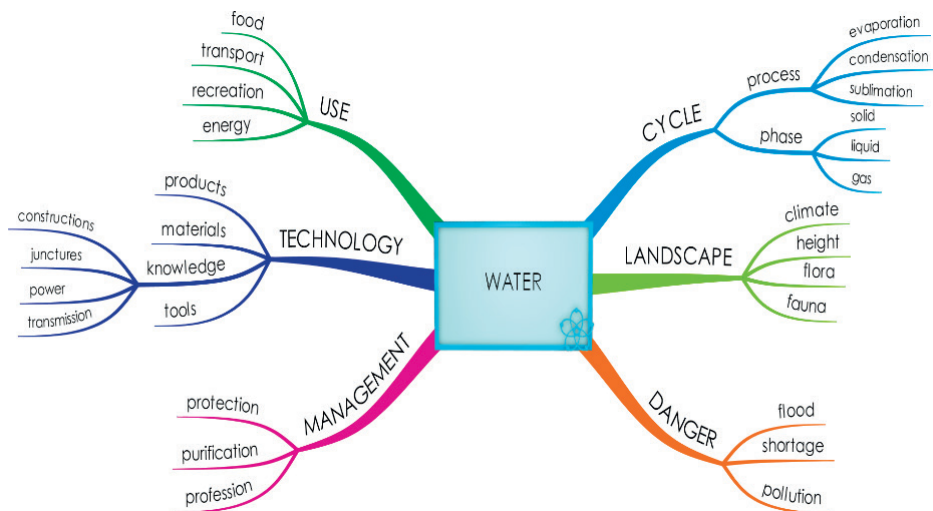 WATER
USE
food
transport
recreation
energy
TECHNOLOGY
products
materials
knowledge
constructions
junctures
power
transmission
tools
MANAGEMENT
protection
purification
profession
CYCLE
process
evaporation
condensation
sublimation
phase
solid
liquid
gas
LANDSCAPE
climate
height
flora
fauna
DANGER
flood
shortage
pollution